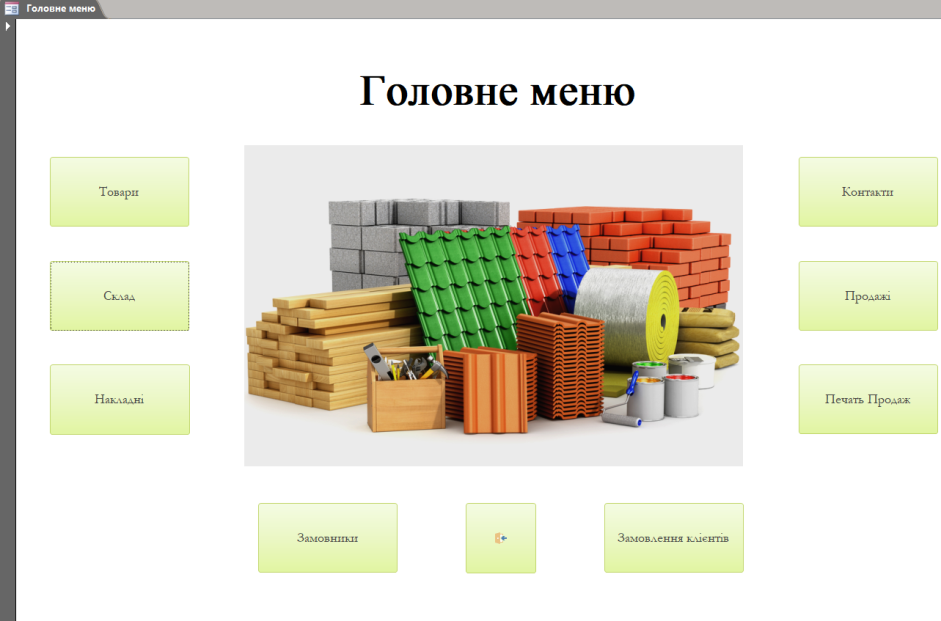 Головне меню
Головне меню
Товари
Контакти
Склад
Продажі
Накладні
Печать Продаж
Замовники
Замовлення клієнтів